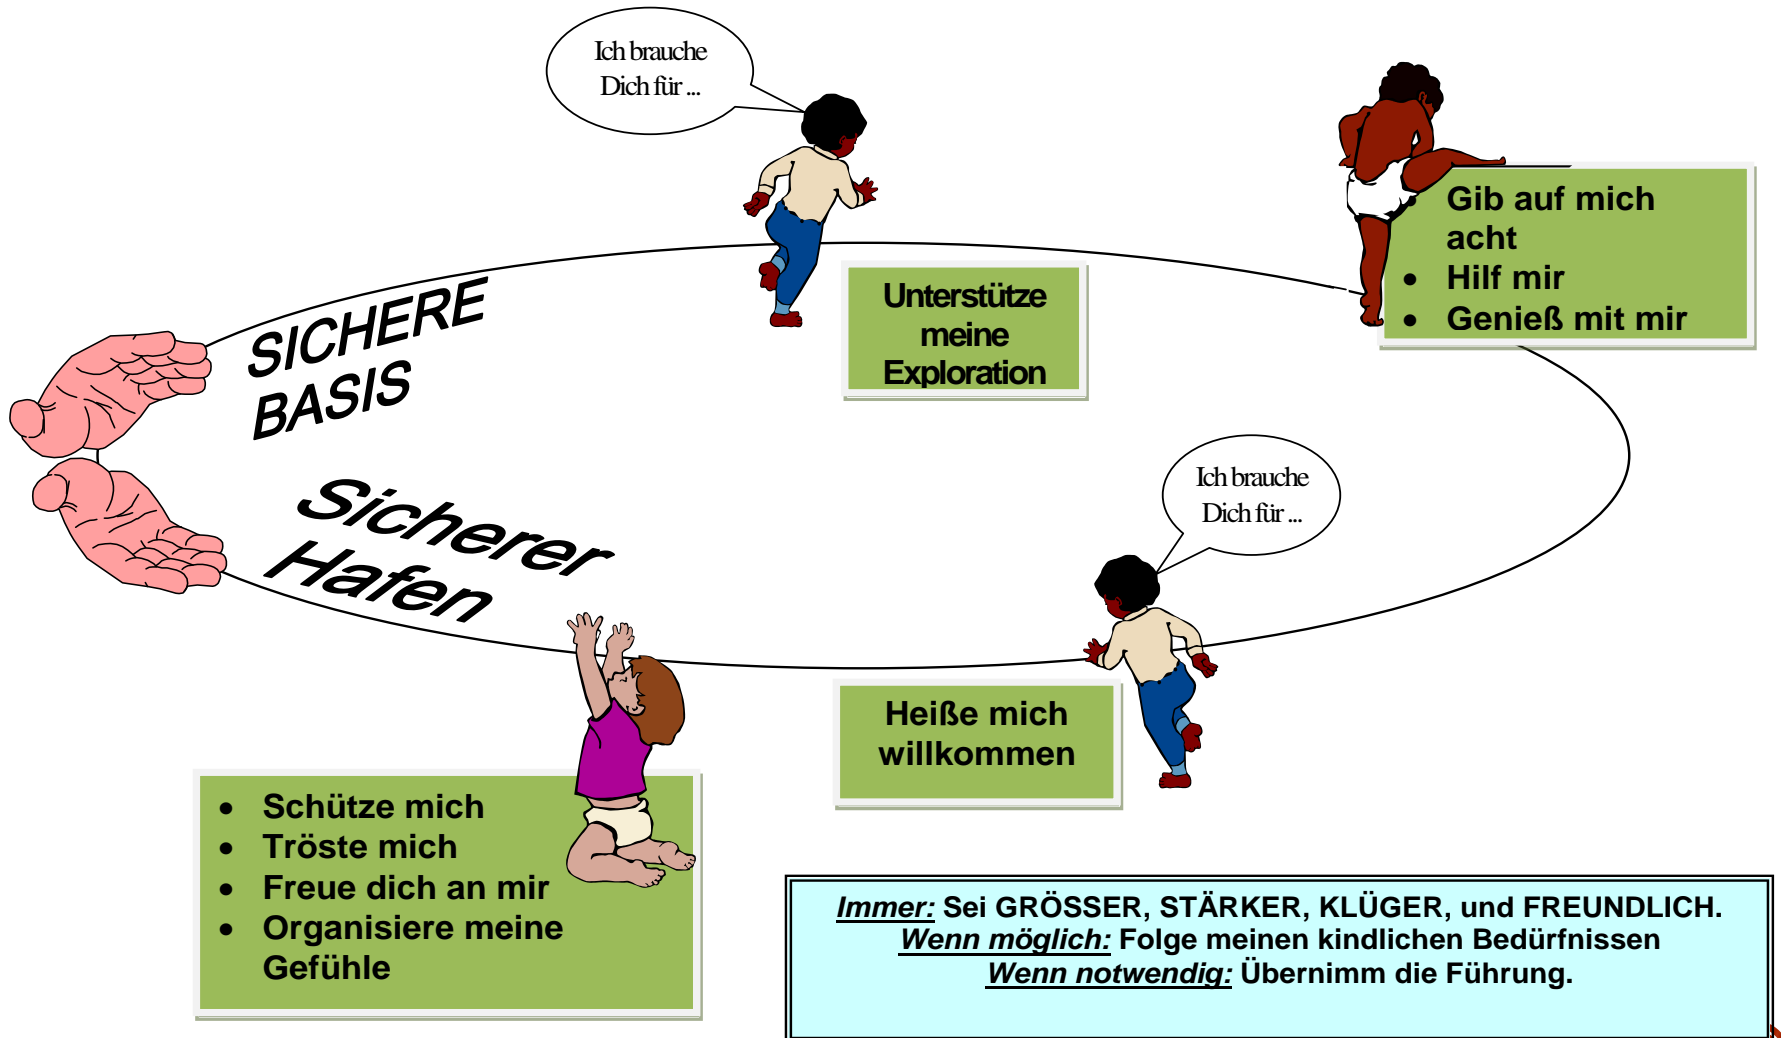 Ich brauche
Dich für ...
SICHERE
BASIS
Unterstütze
meine
Exploration
• Gib auf mich
acht
• Hilf mir
• Genieß mit mir
Sicherer
Hafen
Ich brauche
Dich für ...
Heiße mich
willkommen
• Schütze mich
• Tröste mich
• Freue dich an mir
• Organisiere meine
Gefühle
Immer: Sei GRÖSSER, STÄRKER, KLÜGER, und FREUNDLICH.
Wenn möglich: Folge meinen kindlichen Bedürfnissen
Wenn notwendig: Übernimm die Führung.